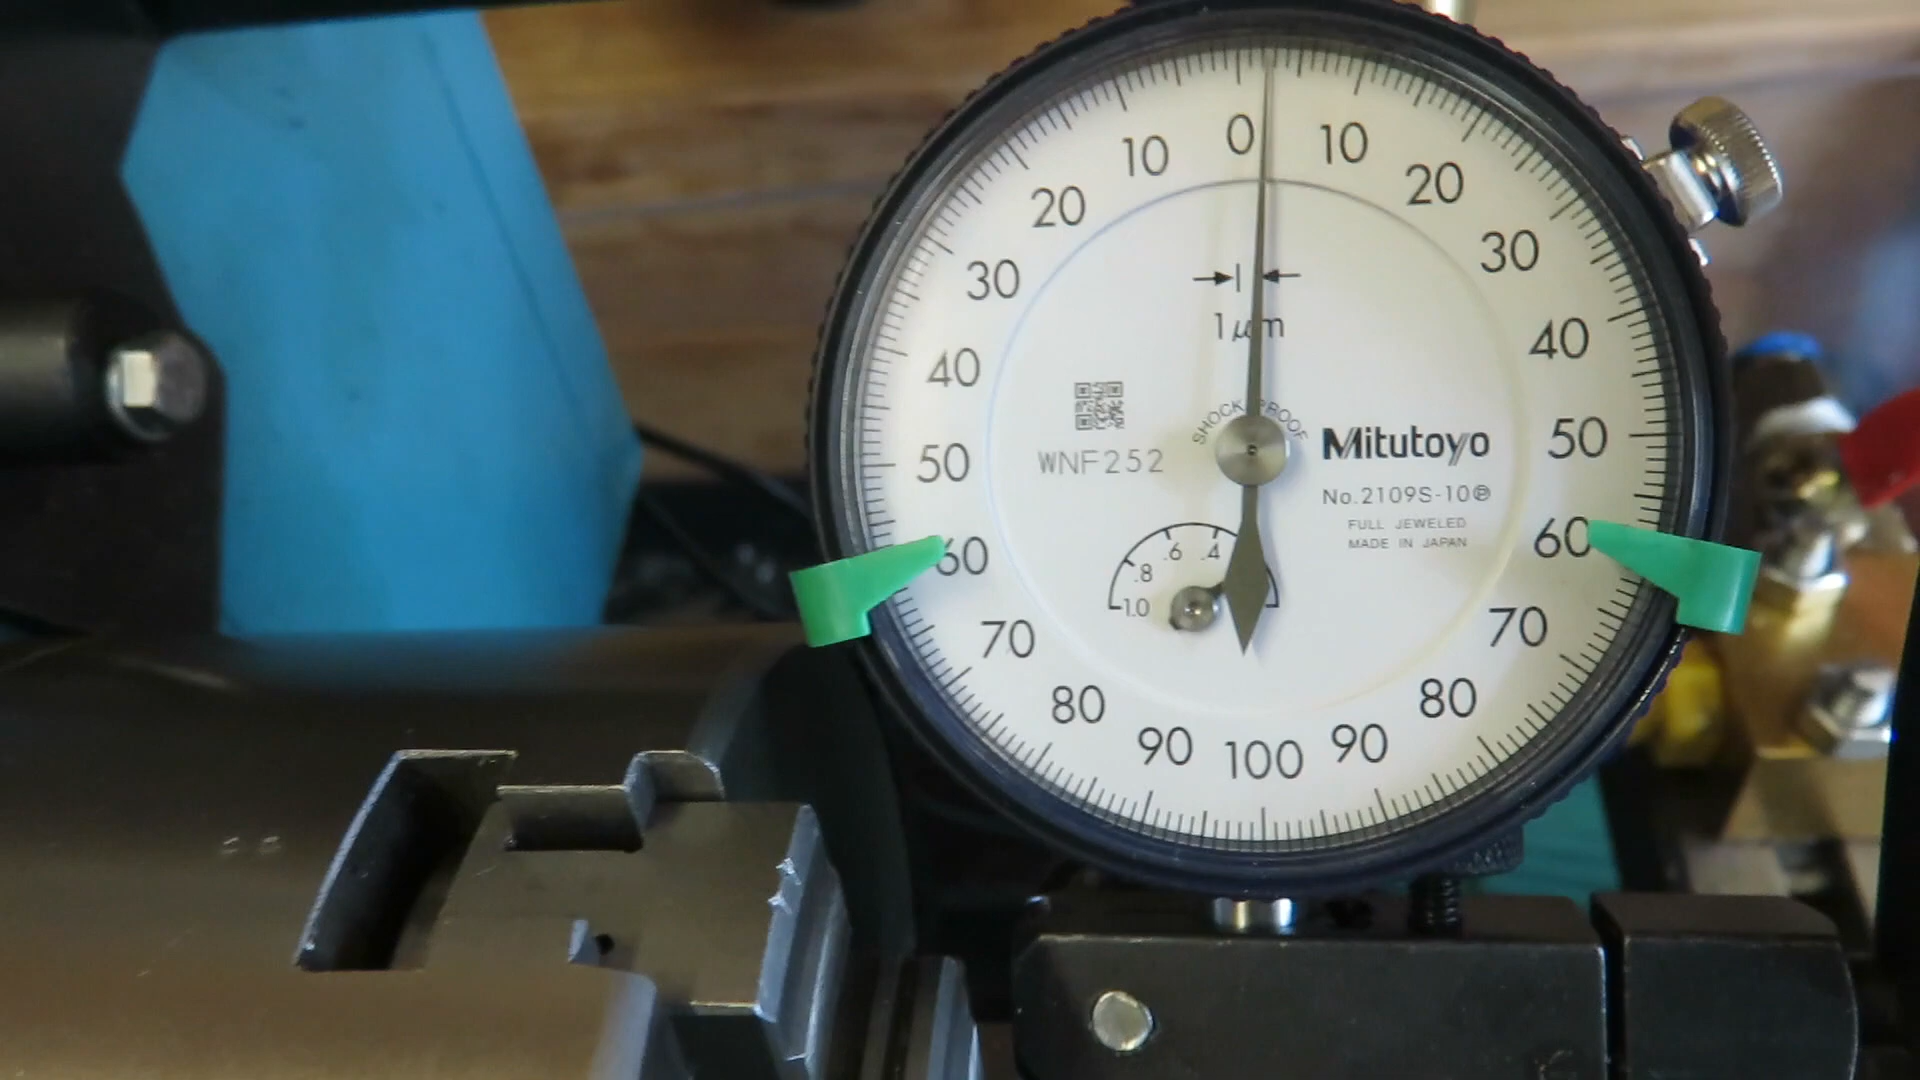 0
10 10
20 20
30 30
40 40
50 50
60 60
70 70
80 80
90 100 90
1 μm
SHOCK PROOF
WNF252
Mitutoyo
No.2109S-10Ⓟ
FULL JEWELED
MADE IN JAPAN
.6 .4
.8
1.0